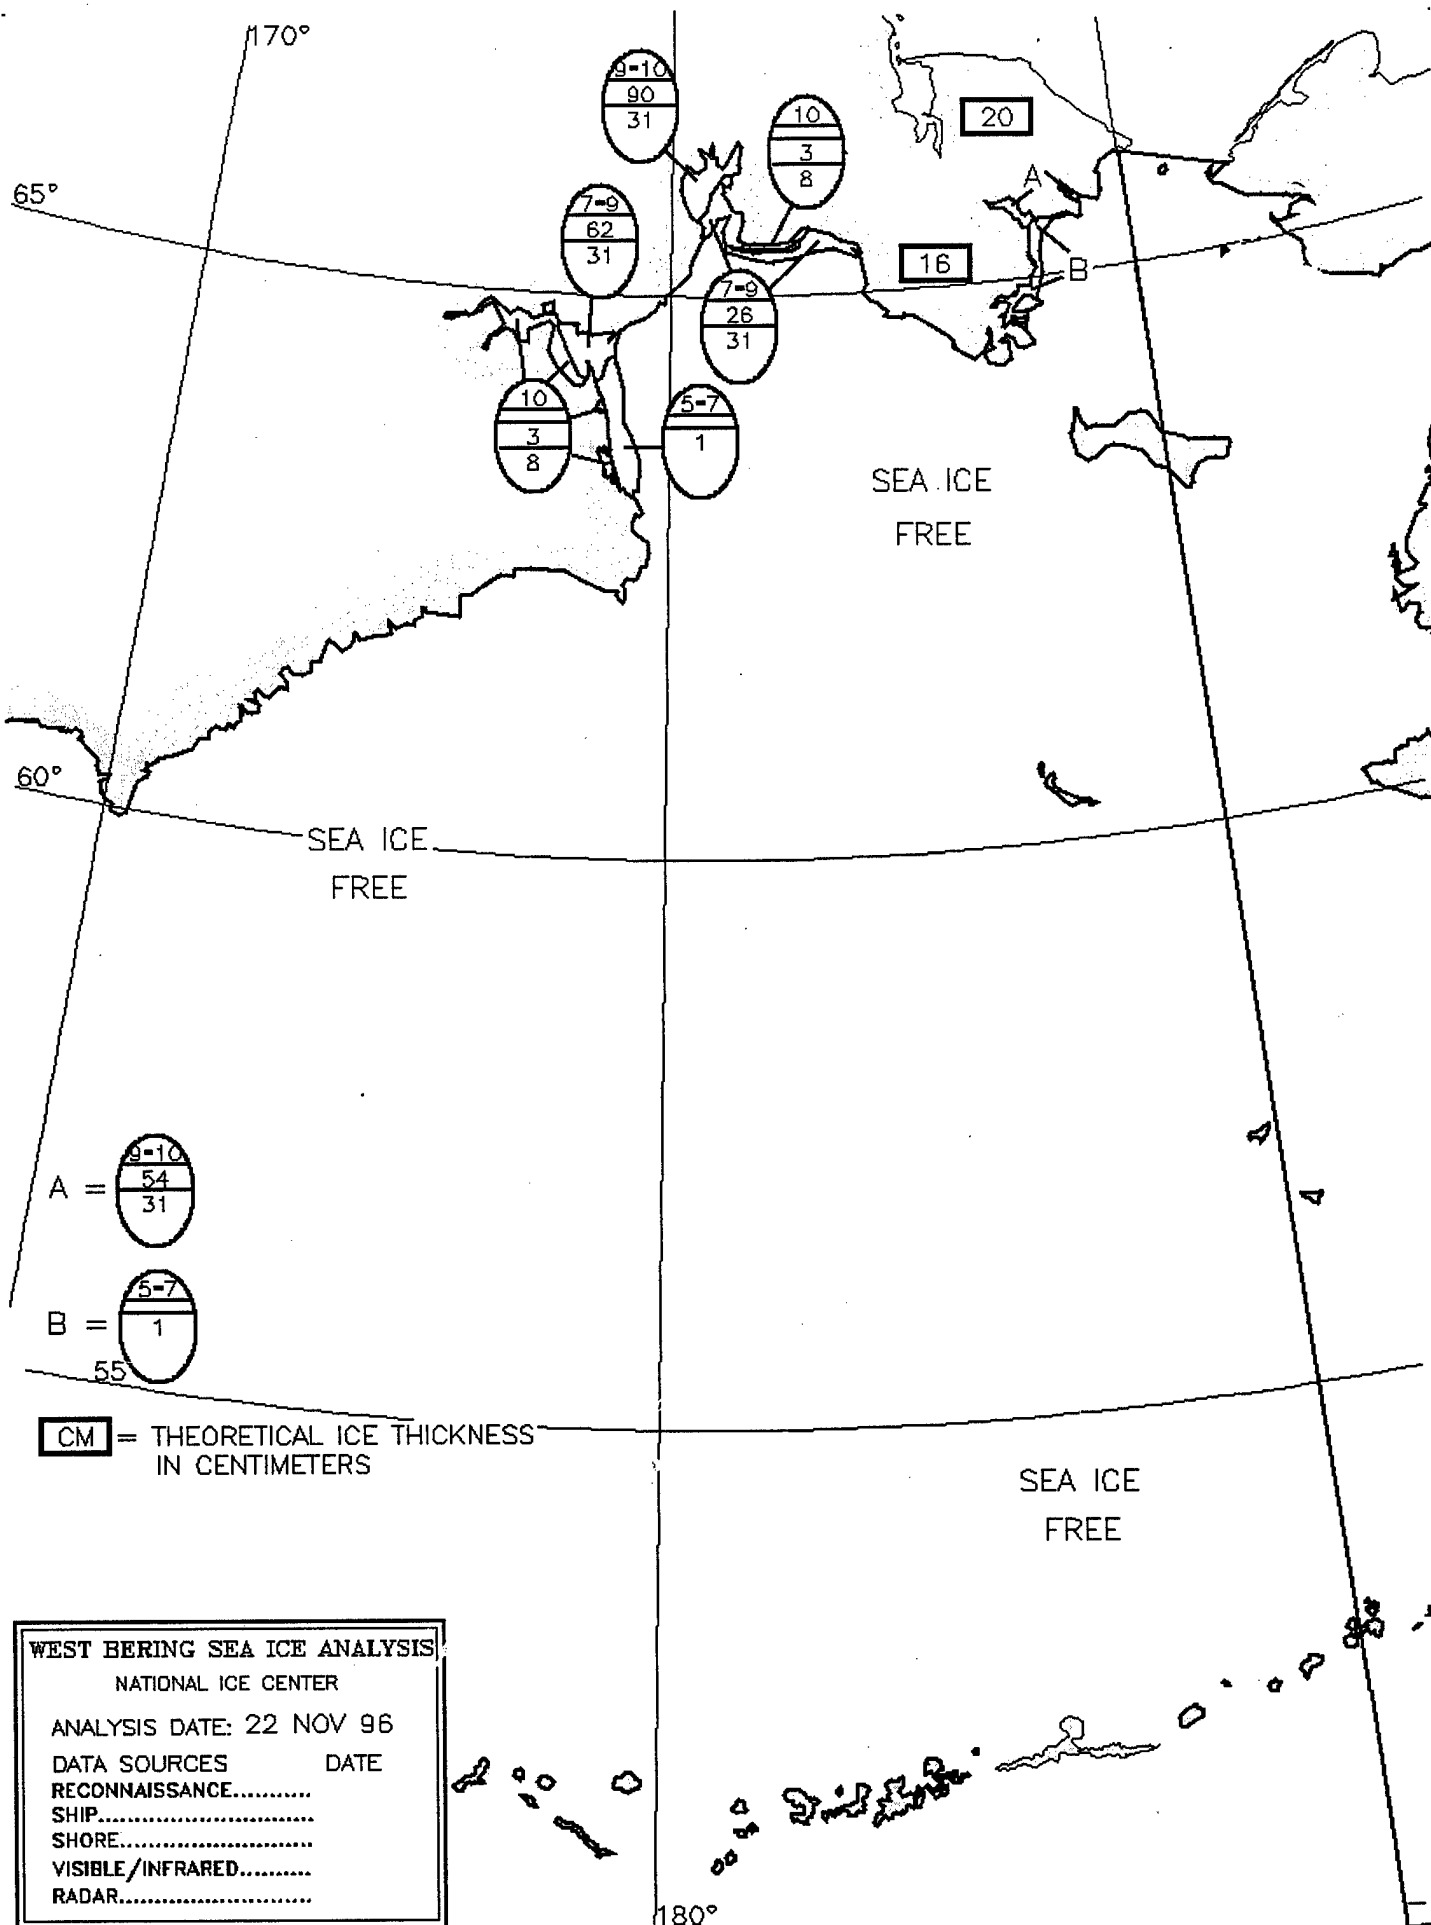 170°
9-10
90
31
10
3
8
20
65°
A
7-9
62
31
16
B
7-9
26
31
10
3
8
5-7
1
SEA ICE
FREE
60°
SEA ICE
FREE
A =
9-10
54
31
B =
5-7
1
55
CM = THEORETICAL ICE THICKNESS
IN CENTIMETERS
SEA ICE
FREE
WEST BERING SEA ICE ANALYSIS
NATIONAL ICE CENTER
ANALYSIS DATE: 22 NOV 96
DATA SOURCES DATE
RECONNAISSANCE...........
SHIP..............................
SHORE...........................
VISIBLE/INFRARED..........
RADAR...........................
180°